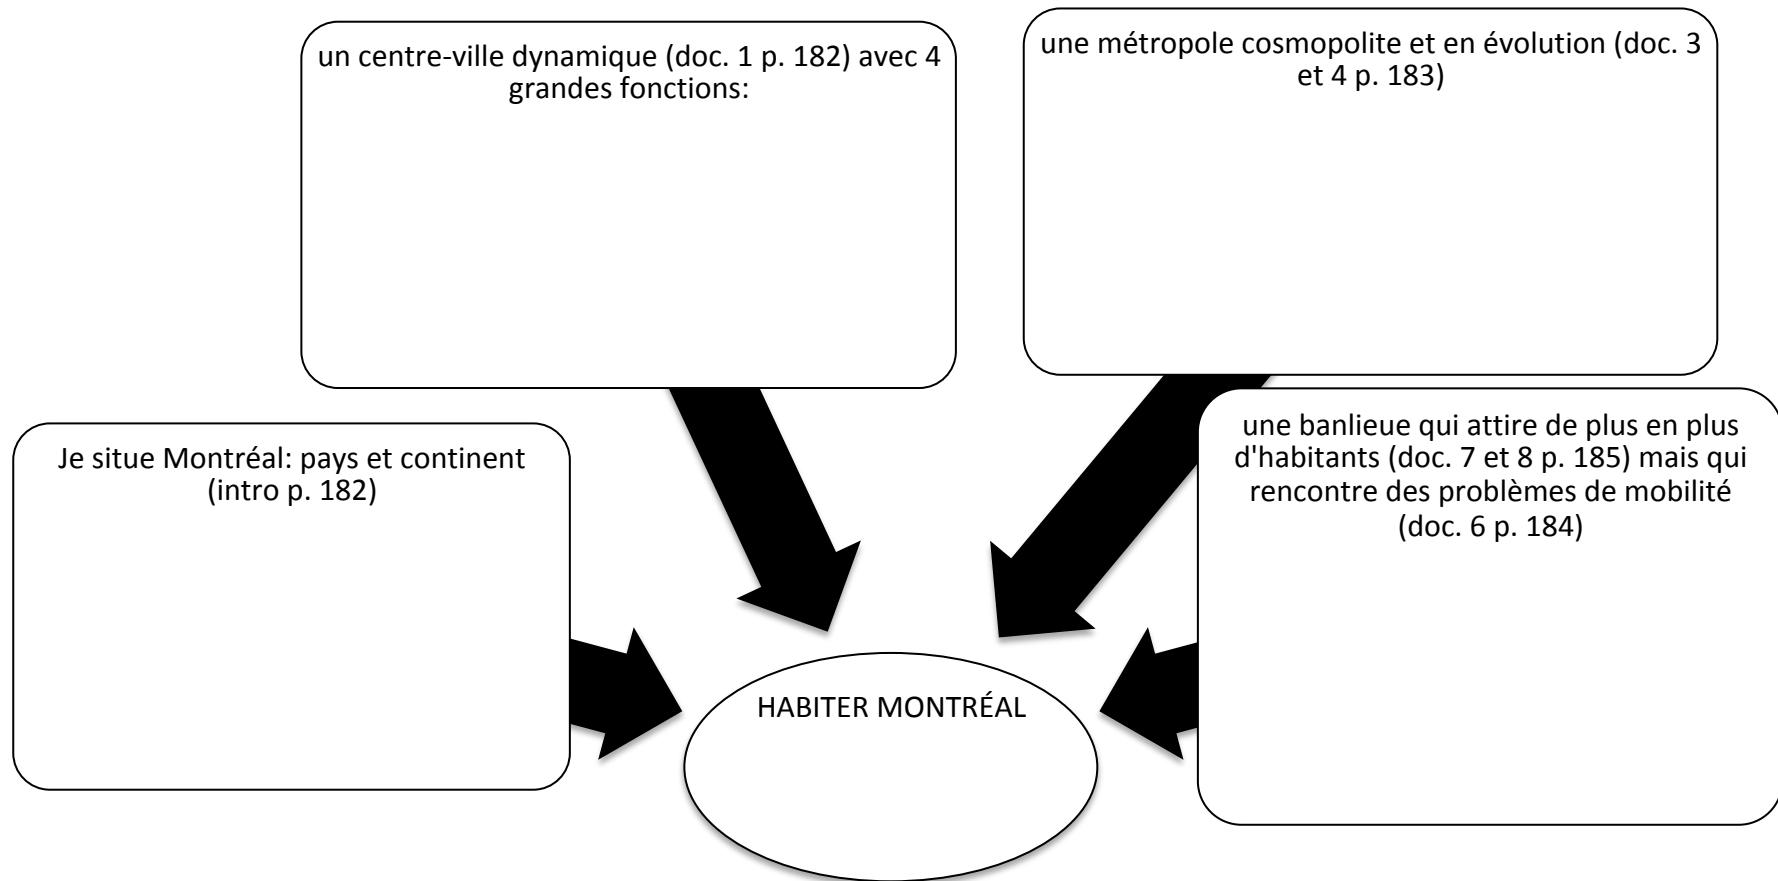 un centre-ville dynamique (doc. 1 p. 182) avec 4
grandes fonctions:
une métropole cosmopolite et en évolution (doc. 3
et 4 p. 183)
Je situe Montréal: pays et continent
(intro p. 182)
une banlieue qui attire de plus en plus
d'habitants (doc. 7 et 8 p. 185) mais qui
rencontre des problèmes de mobilité
(doc. 6 p. 184)
HABITER MONTRÉAL